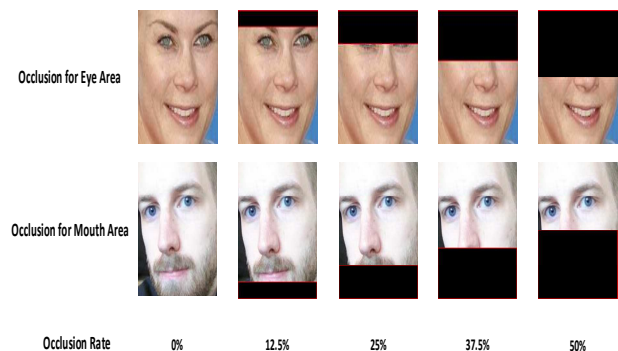 Occlusion for Eye Area
Occlusion for Mouth Area
Occlusion Rate 0% 12.5% 25% 37.5% 50%